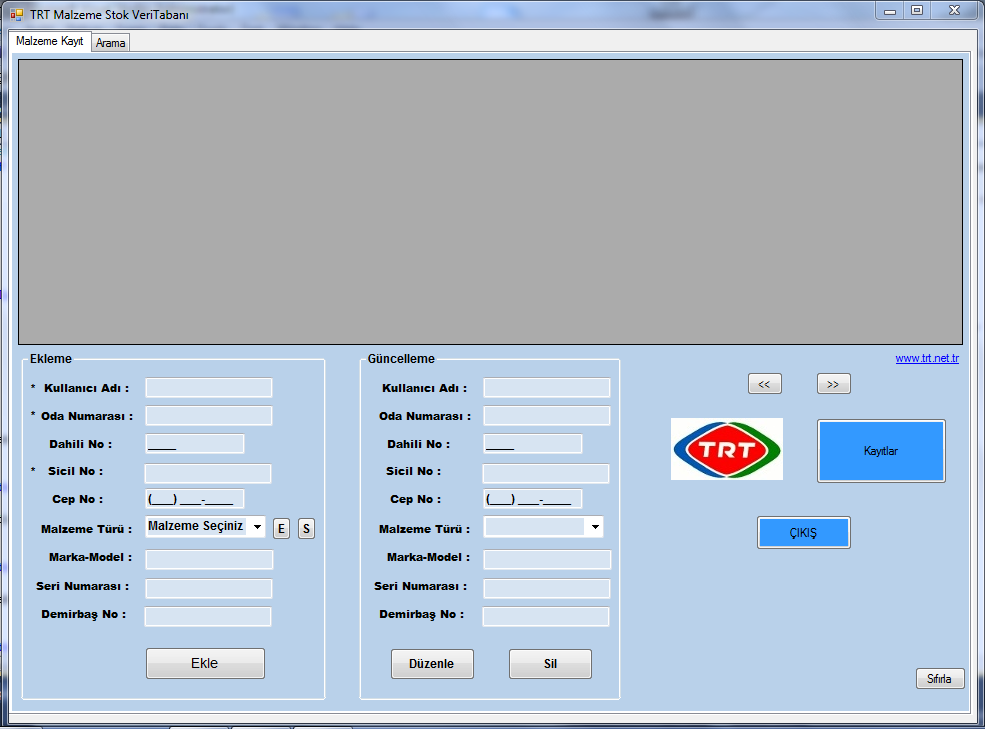 TRT Malzeme Stok VeriTabanı
Malzeme Kayıt Arama
Ekleme
* Kullanıcı Adı :
* Oda Numarası :
Dahili No : ____
* Sicil No :
Cep No : (___) ___-____
Malzeme Türü : Malzeme Seçiniz E S
Marka-Model :
Seri Numarası :
Demirbaş No :
Ekle
Güncelleme
Kullanıcı Adı :
Oda Numarası :
Dahili No : ____
Sicil No :
Cep No : (___) ___-____
Malzeme Türü :
Marka-Model :
Seri Numarası :
Demirbaş No :
Düzenle Sil
www.trt.net.tr
<< >>
TRT
Kayıtlar
ÇIKIŞ
Sıfırla